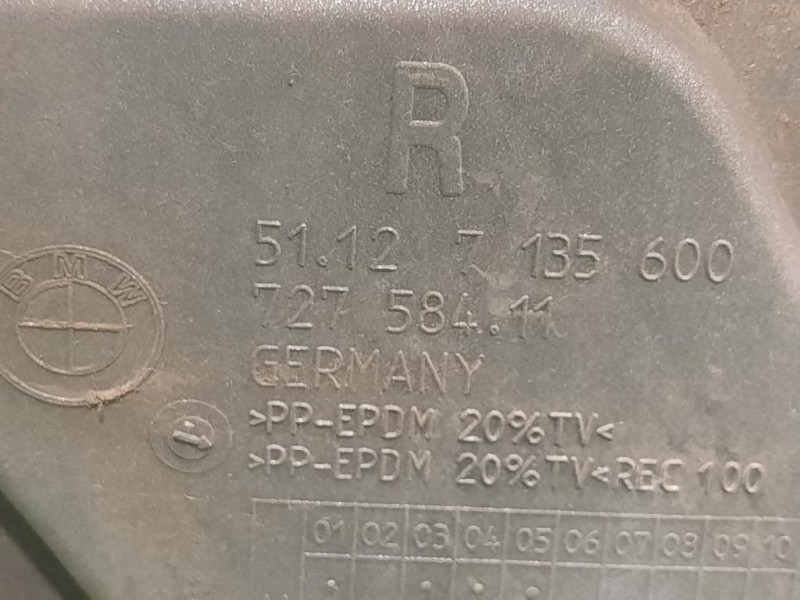 R
51.12 7 135 600
BMW
727 584.11
GERMANY
>PP-EPDM 20%TV<
>PP-EPDM 20%TV<REC 100
01 02 03 04 05 06 07 08 09 10